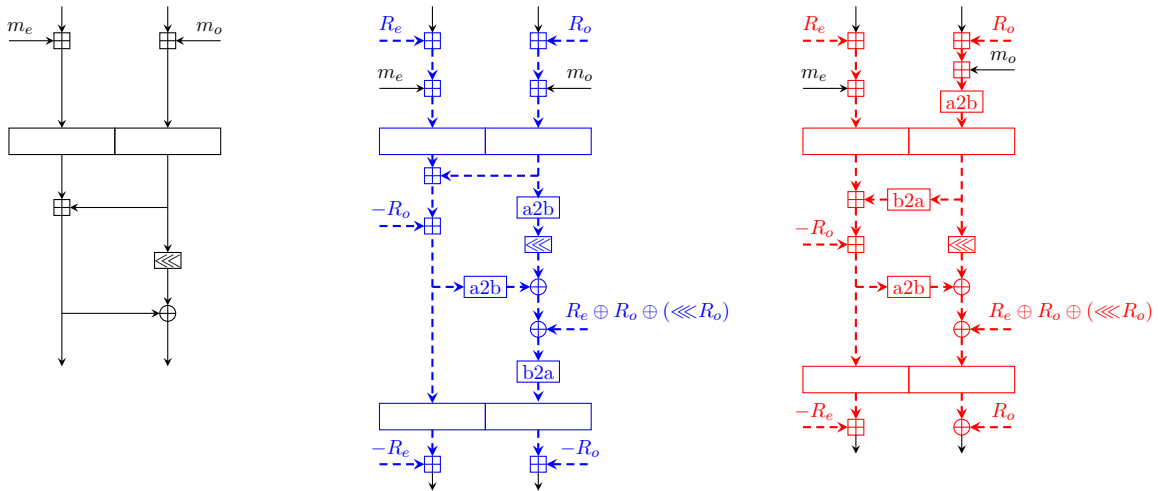 m_e m_o
R_e R_o
m_e m_o
-R_o a2b
⋘
a2b
R_e ⊕ R_o ⊕ (⋘R_o)
b2a
-R_e -R_o
R_e R_o
m_o
m_e
a2b
b2a
-R_o
⋘
a2b
R_e ⊕ R_o ⊕ (⋘R_o)
-R_e R_o
⋘